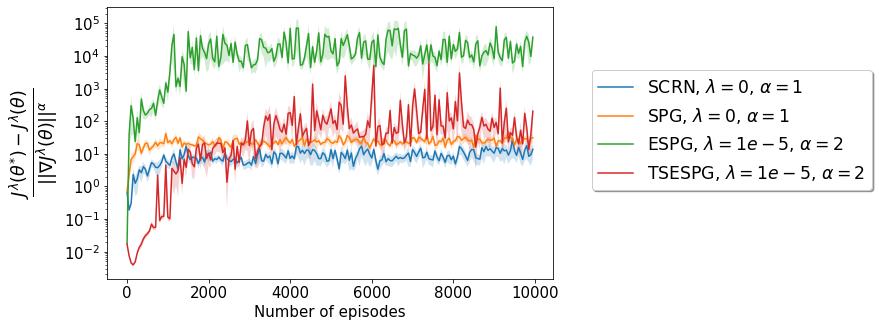 J^λ(θ*) − J^λ(θ)
||∇J^λ(θ)||^α
10^5
10^4
10^3
10^2
10^1
10^0
10^−1
10^−2
0 2000 4000 6000 8000 10000
Number of episodes
SCRN, λ = 0, α = 1
SPG, λ = 0, α = 1
ESPG, λ = 1e − 5, α = 2
TSESPG, λ = 1e − 5, α = 2